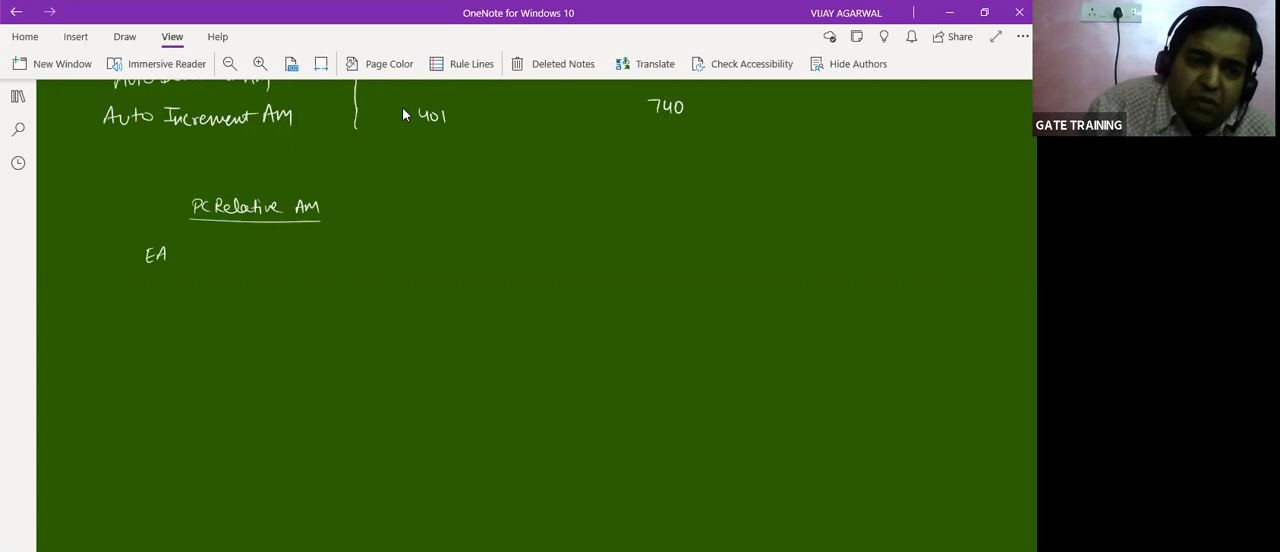 OneNote for Windows 10
VIJAY AGARWAL
Home Insert Draw View Help
Share
New Window Immersive Reader Page Color Rule Lines Deleted Notes Translate Check Accessibility Hide Authors
Auto Increment AM 401 740
GATE TRAINING
PC Relative AM
EA